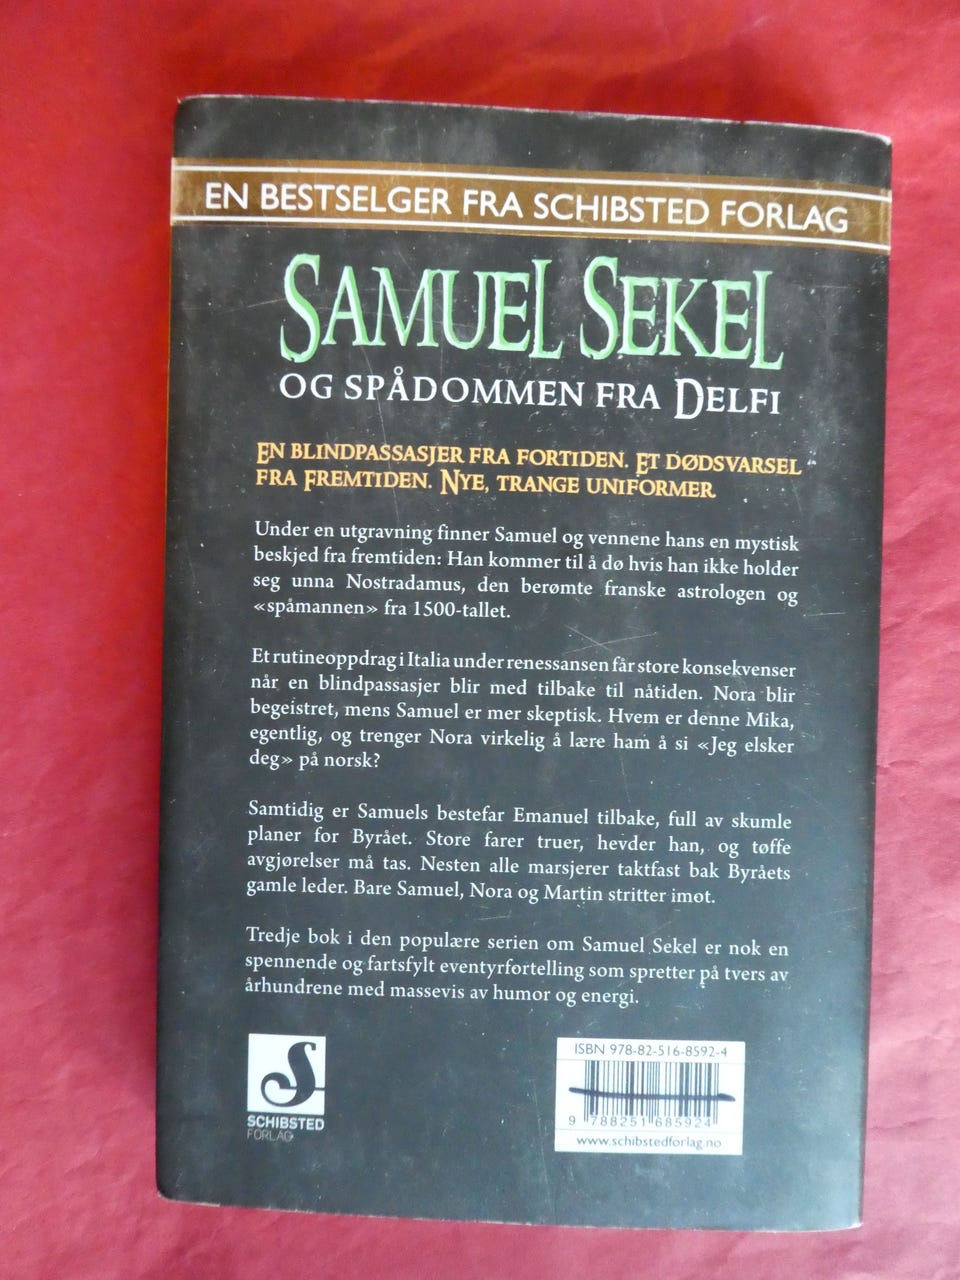 EN BESTSELGER FRA SCHIBSTED FORLAG
SAMUEL SEKEL
OG SPÅDOMMEN FRA DELFI
EN BLINDPASSASJER FRA FORTIDEN. ET DØDSVARSEL
FRA FREMTIDEN. NYE, TRANGE UNIFORMER.
Under en utgravning finner Samuel og vennene hans en mystisk
beskjed fra fremtiden: Han kommer til å dø hvis han ikke holder
seg unna Nostradamus, den berømte franske astrologen og
«spåmannen» fra 1500-tallet.
Et rutineoppdrag i Italia under renessansen får store konsekvenser
når en blindpassasjer blir med tilbake til nåtiden. Nora blir
begeistret, mens Samuel er mer skeptisk. Hvem er denne Mika,
egentlig, og trenger Nora virkelig å lære ham å si «Jeg elsker
deg» på norsk?
Samtidig er Samuels bestefar Emanuel tilbake, full av skumle
planer for Byrået. Store farer truer, hevder han, og tøffe
avgjørelser må tas. Nesten alle marsjerer taktfast bak Byråets
gamle leder. Bare Samuel, Nora og Martin stritter imot.
Tredje bok i den populære serien om Samuel Sekel er nok en
spennende og fartsfylt eventyrfortelling som spretter på tvers av
århundrene med massevis av humor og energi.
S
SCHIBSTED
FORLAG
ISBN 978-82-516-8592-4
9 788251 685924
www.schibstedforlag.no